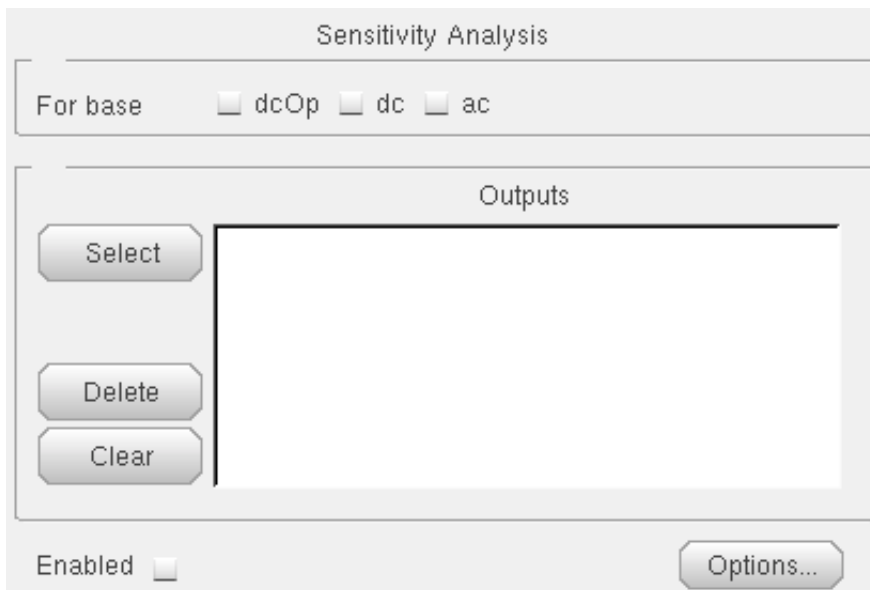 Sensitivity Analysis
For base dcOp dc ac
Outputs
Select
Delete
Clear
Enabled Options...